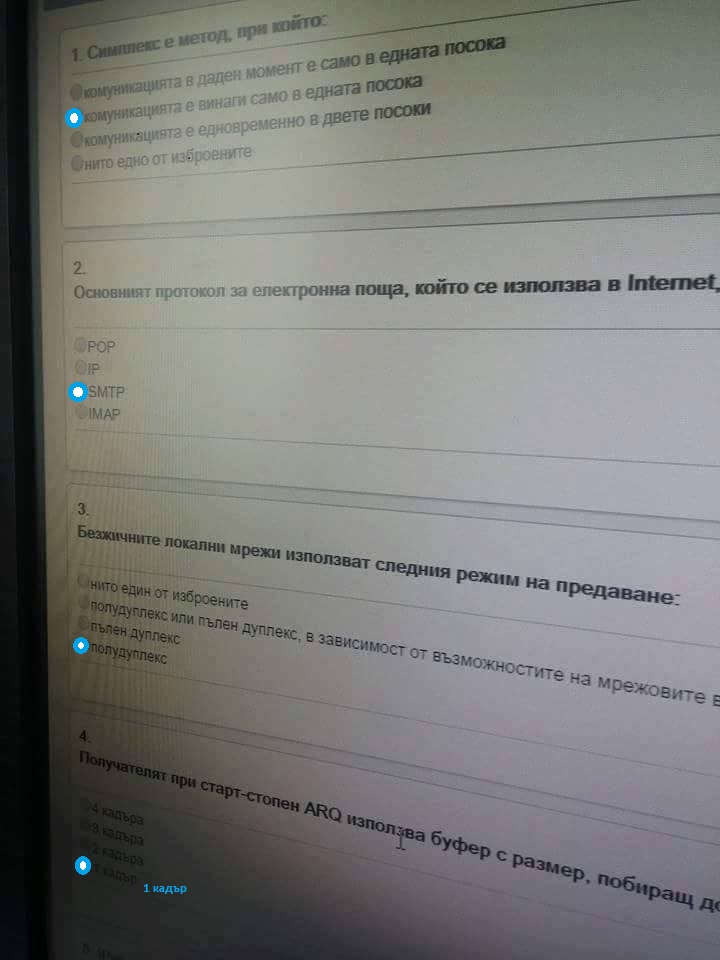 1. Симплекс е метод, при който:
комуникацията в даден момент е само в едната посока
комуникацията е винаги само в едната посока
комуникацията е едновременно в двете посоки
нито едно от изброените
2.
Основният протокол за електронна поща, който се използва в Internet,
POP
IP
SMTP
IMAP
3.
Безжичните локални мрежи използват следния режим на предаване:
нито един от изброените
полудуплекс или пълен дуплекс, в зависимост от възможностите на мрежовите
пълен дуплекс
полудуплекс
4.
Получателят при старт-стопен ARQ използва буфер с размер, побиращ до
4 кадъра
3 кадъра
2 кадъра
1 кадър
1 кадър